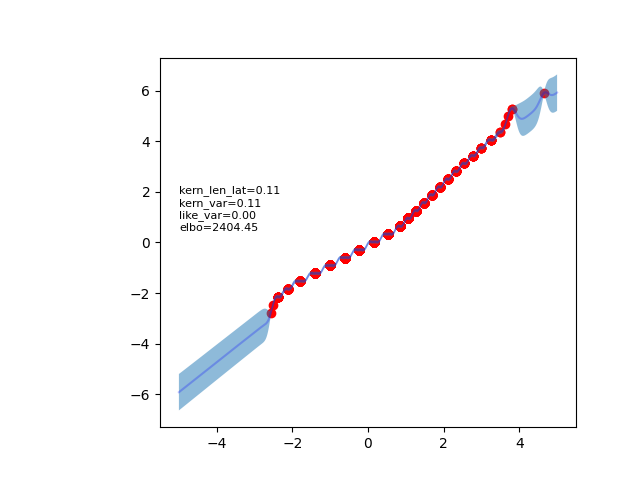 6
4
2
0
−2
−4
−6
kern_len_lat=0.11
kern_var=0.11
like_var=0.00
elbo=2404.45
−4 −2 0 2 4